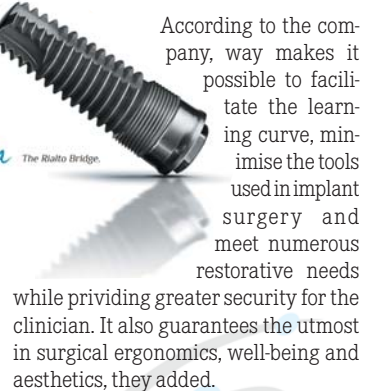 According to the com-
pany, way makes it
possible to facili-
tate the learn-
ing curve, min-
imise the tools
used in implant
surgery and
meet numerous
restorative needs
while prividing greater security for the
clinician. It also guarantees the utmost
in surgical ergonomics, well-being and
aesthetics, they added.
The Rialto Bridge.